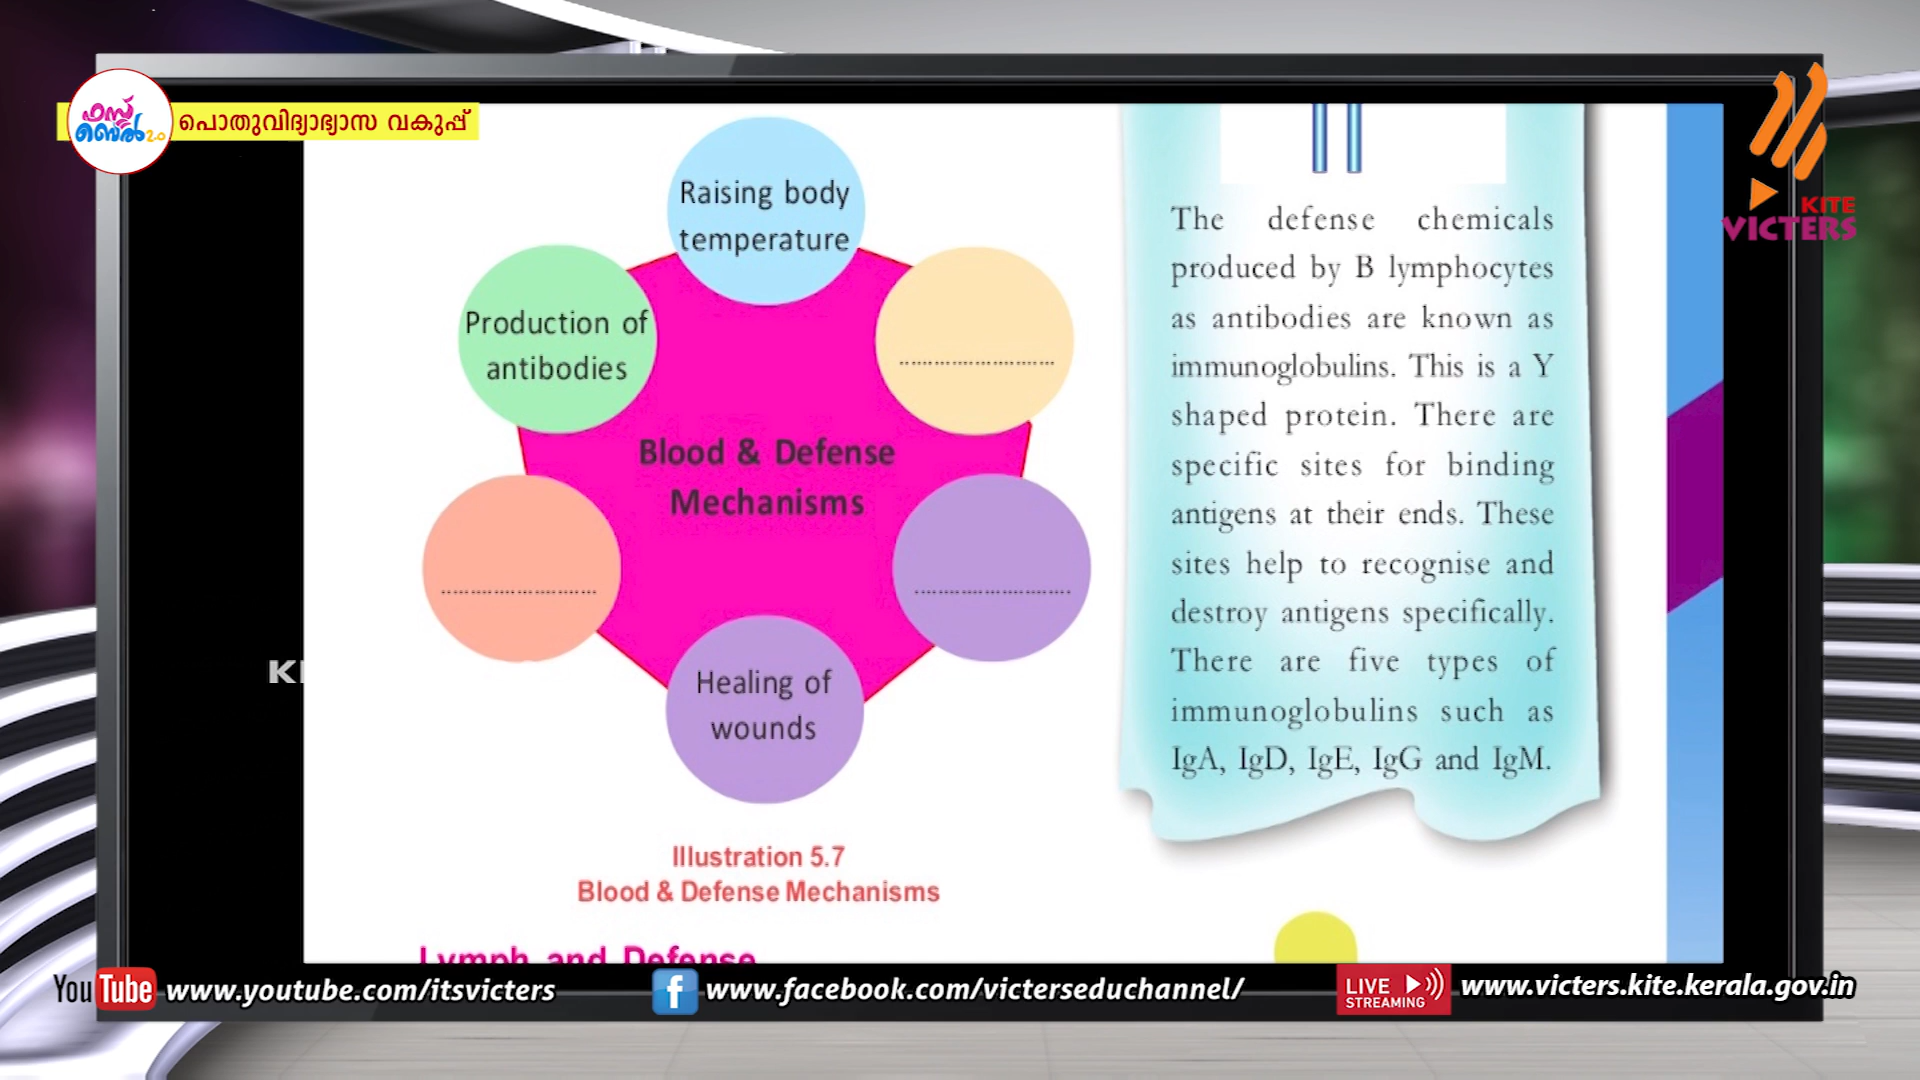 ഫസ്റ്റ്
ബെൽ 2.0
പൊതുവിദ്യാഭ്യാസ വകുപ്പ്
KITE
VICTERS
Raising body
temperature
Production of
antibodies
........................
Blood & Defense
Mechanisms
........................
........................
Healing of
wounds
Illustration 5.7
Blood & Defense Mechanisms
Lymph and Defense
The defense chemicals
produced by B lymphocytes
as antibodies are known as
immunoglobulins. This is a Y
shaped protein. There are
specific sites for binding
antigens at their ends. These
sites help to recognise and
destroy antigens specifically.
There are five types of
immunoglobulins such as
IgA, IgD, IgE, IgG and IgM.
YouTube www.youtube.com/itsvicters
f www.facebook.com/victerseduchannel/
LIVE
STREAMING
www.victers.kite.kerala.gov.in